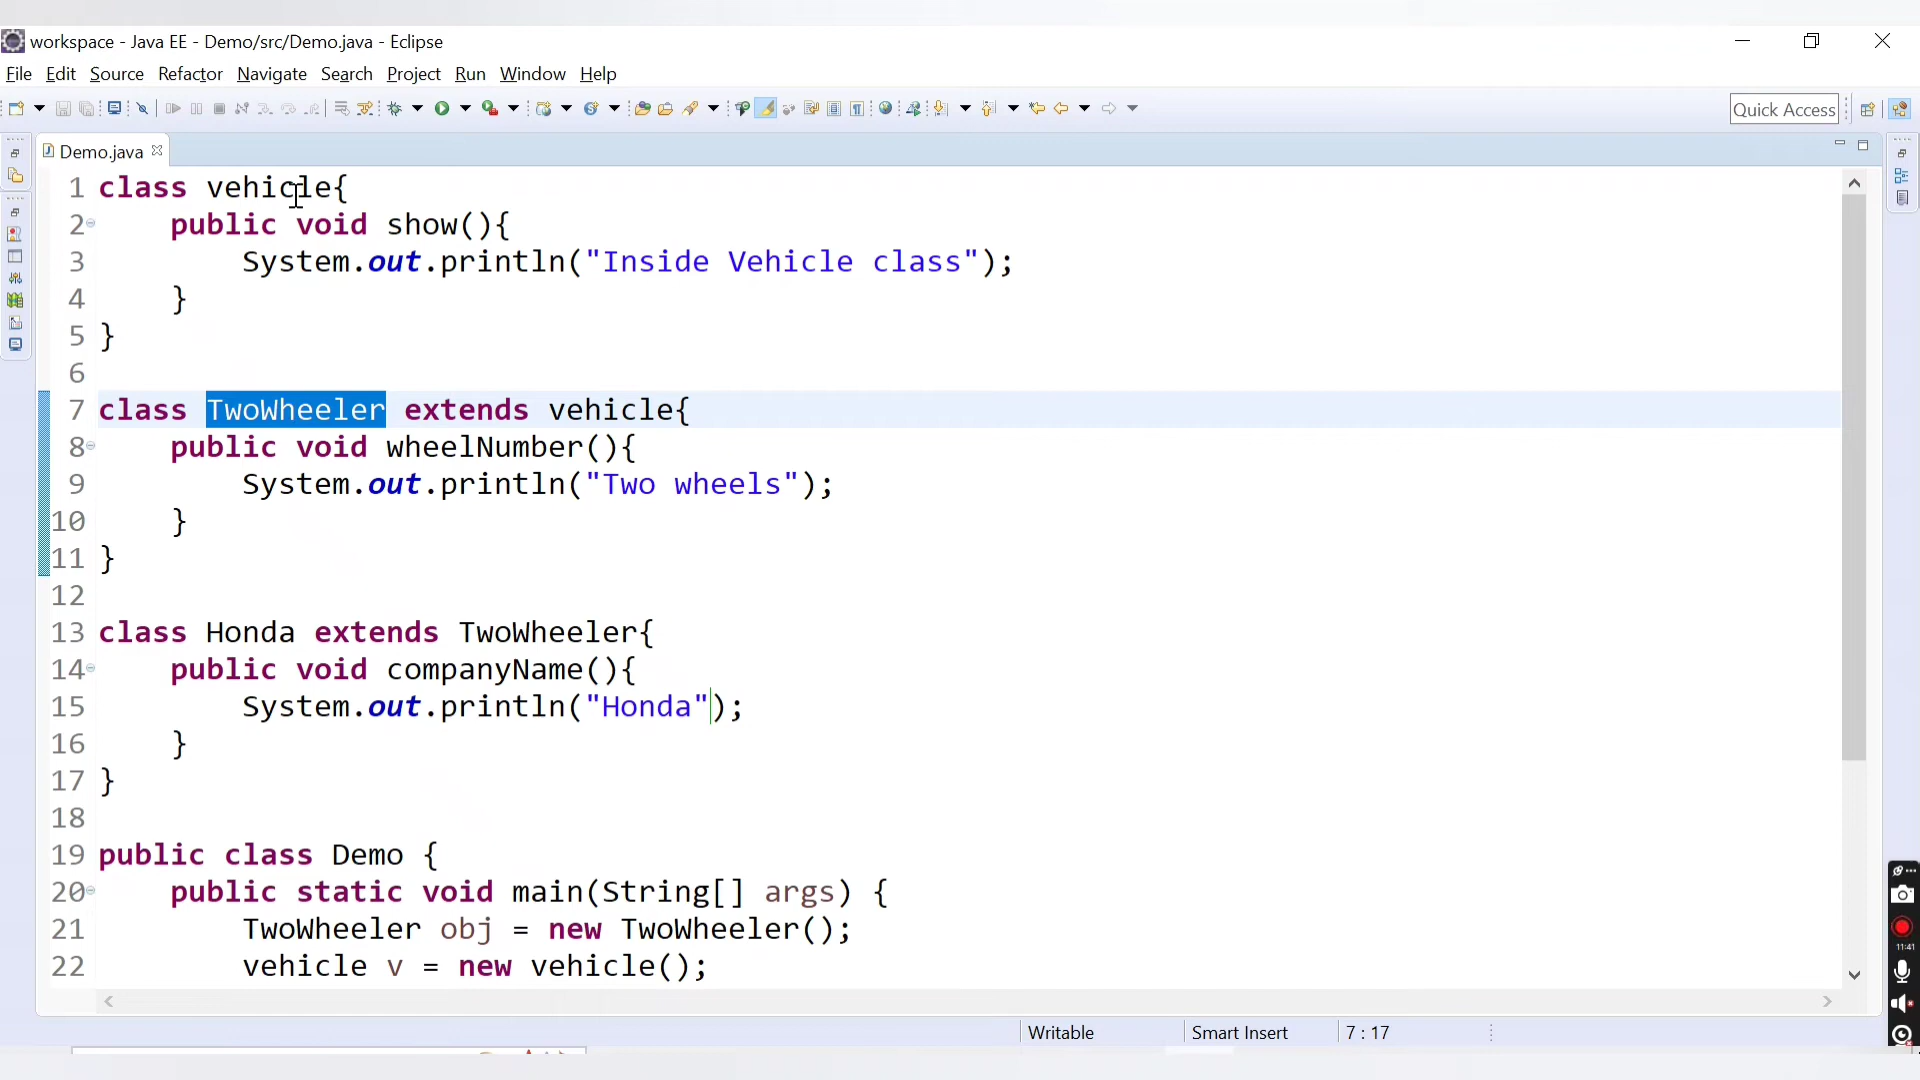 workspace - Java EE - Demo/src/Demo.java - Eclipse
File Edit Source Refactor Navigate Search Project Run Window Help
Quick Access
Demo.java
1 class vehicle{
2 public void show(){
3 System.out.println("Inside Vehicle class");
4 }
5 }
6
7 class TwoWheeler extends vehicle{
8 public void wheelNumber(){
9 System.out.println("Two wheels");
10 }
11 }
12
13 class Honda extends TwoWheeler{
14 public void companyName(){
15 System.out.println("Honda");
16 }
17 }
18
19 public class Demo {
20 public static void main(String[] args) {
21 TwoWheeler obj = new TwoWheeler();
22 vehicle v = new vehicle();
11:41
Writable Smart Insert 7 : 17